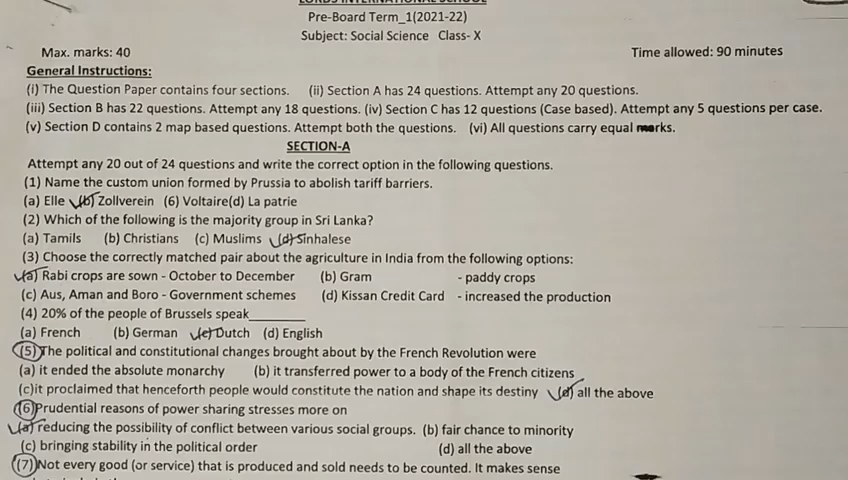 LORDS INTERNATIONAL SCHOOL
Pre-Board Term_1(2021-22)
Subject: Social Science Class- X
Max. marks: 40 Time allowed: 90 minutes
General Instructions:
(i) The Question Paper contains four sections. (ii) Section A has 24 questions. Attempt any 20 questions.
(iii) Section B has 22 questions. Attempt any 18 questions. (iv) Section C has 12 questions (Case based). Attempt any 5 questions per case.
(v) Section D contains 2 map based questions. Attempt both the questions. (vi) All questions carry equal marks.
SECTION-A
Attempt any 20 out of 24 questions and write the correct option in the following questions.
(1) Name the custom union formed by Prussia to abolish tariff barriers.
(a) Elle (b) Zollverein (6) Voltaire(d) La patrie
(2) Which of the following is the majority group in Sri Lanka?
(a) Tamils (b) Christians (c) Muslims (d) Sinhalese
(3) Choose the correctly matched pair about the agriculture in India from the following options:
(a) Rabi crops are sown - October to December (b) Gram - paddy crops
(c) Aus, Aman and Boro - Government schemes (d) Kissan Credit Card - increased the production
(4) 20% of the people of Brussels speak________
(a) French (b) German (c) Dutch (d) English
(5) The political and constitutional changes brought about by the French Revolution were
(a) it ended the absolute monarchy (b) it transferred power to a body of the French citizens
(c)it proclaimed that henceforth people would constitute the nation and shape its destiny (d) all the above
(6)Prudential reasons of power sharing stresses more on
(a) reducing the possibility of conflict between various social groups. (b) fair chance to minority
(c) bringing stability in the political order (d) all the above
(7) Not every good (or service) that is produced and sold needs to be counted. It makes sense